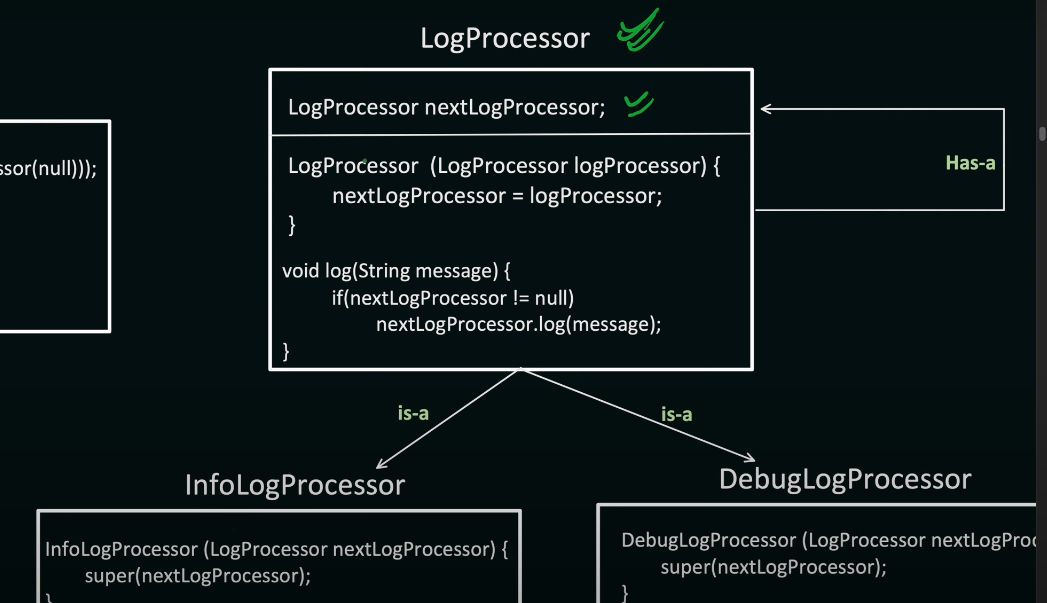 LogProcessor
LogProcessor nextLogProcessor;
ssor(null)));
LogProcessor (LogProcessor logProcessor) {
nextLogProcessor = logProcessor;
}
void log(String message) {
if(nextLogProcessor != null)
nextLogProcessor.log(message);
}
Has-a
is-a
is-a
InfoLogProcessor
InfoLogProcessor (LogProcessor nextLogProcessor) {
super(nextLogProcessor);
}
DebugLogProcessor
DebugLogProcessor (LogProcessor nextLogProc
super(nextLogProcessor);
}